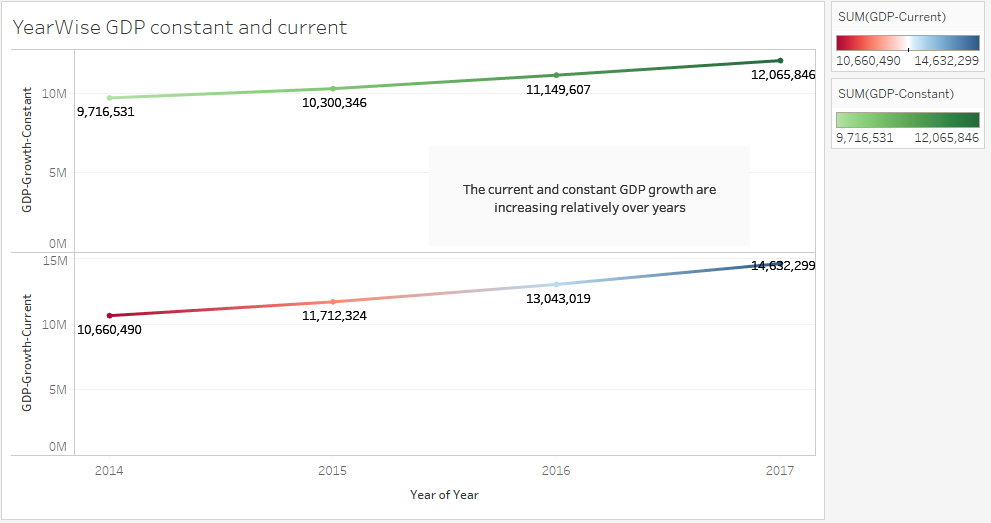 YearWise GDP constant and current
GDP-Growth-Constant
10M
5M
0M
9,716,531
10,300,346
11,149,607
12,065,846
The current and constant GDP growth are
increasing relatively over years
GDP-Growth-Current
15M
10M
5M
0M
10,660,490
11,712,324
13,043,019
14,632,299
2014 2015 2016 2017
Year of Year
SUM(GDP-Current)
10,660,490 14,632,299
SUM(GDP-Constant)
9,716,531 12,065,846